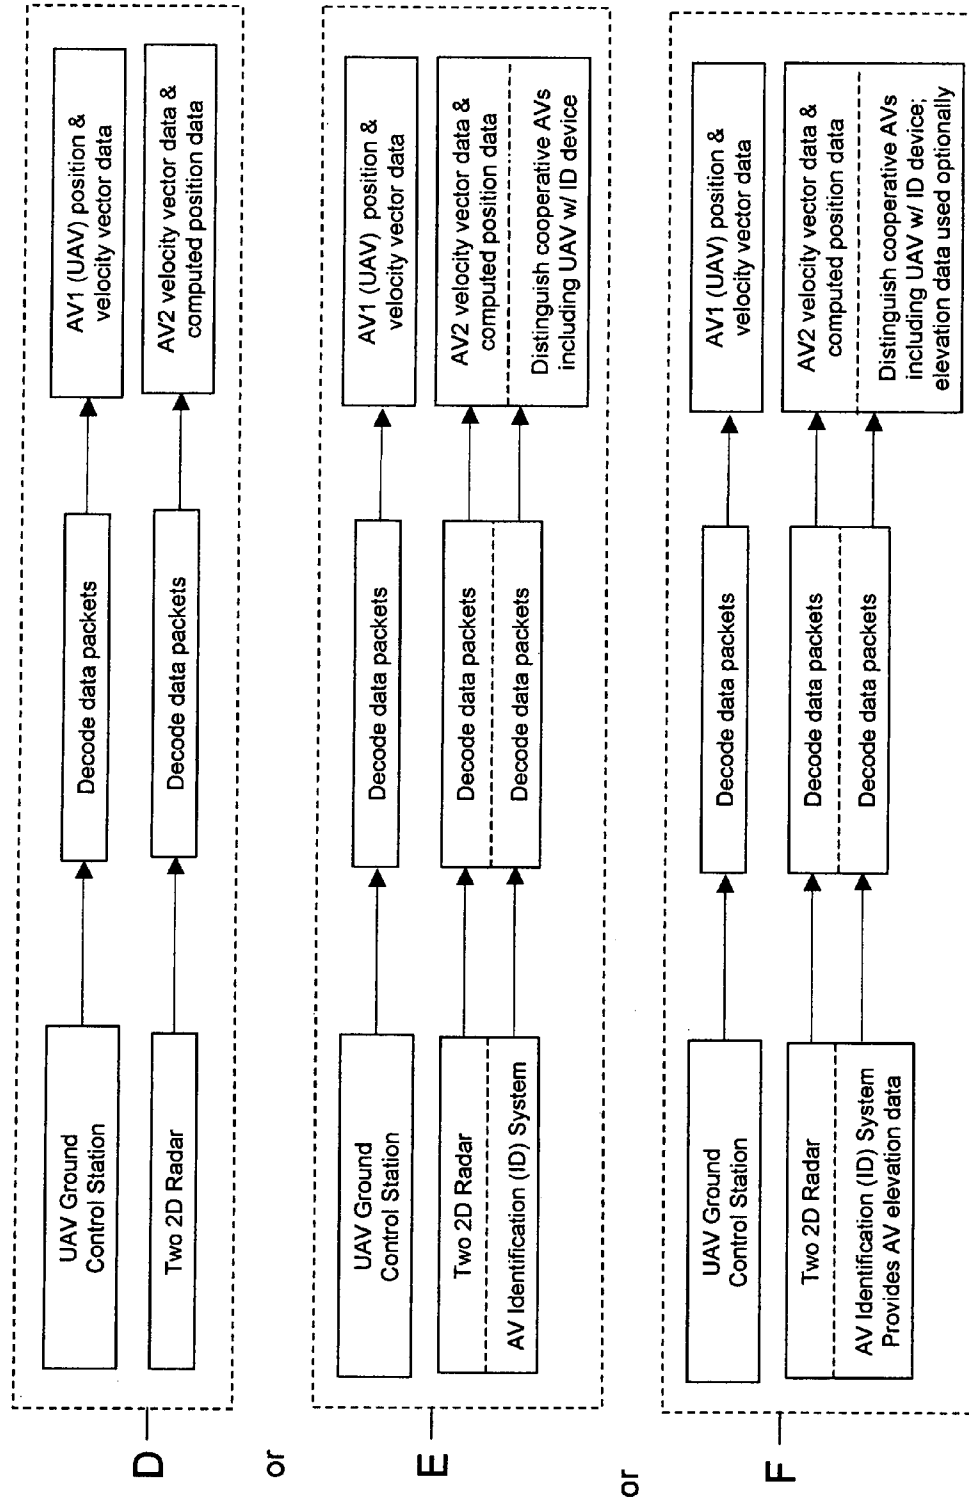 D
UAV Ground
Control Station
Decode data packets
AV1 (UAV) position &
velocity vector data
Two 2D Radar
Decode data packets
AV2 velocity vector data &
computed position data
or
E
UAV Ground
Control Station
Decode data packets
AV1 (UAV) position &
velocity vector data
Two 2D Radar
Decode data packets
AV2 velocity vector data &
computed position data
AV Identification (ID) System
Decode data packets
Distinguish cooperative AVs
including UAV w/ ID device
or
F
UAV Ground
Control Station
Decode data packets
AV1 (UAV) position &
velocity vector data
Two 2D Radar
Decode data packets
AV2 velocity vector data &
computed position data
AV Identification (ID) System
Provides AV elevation data
Decode data packets
Distinguish cooperative AVs
including UAV w/ ID device;
elevation data used optionally